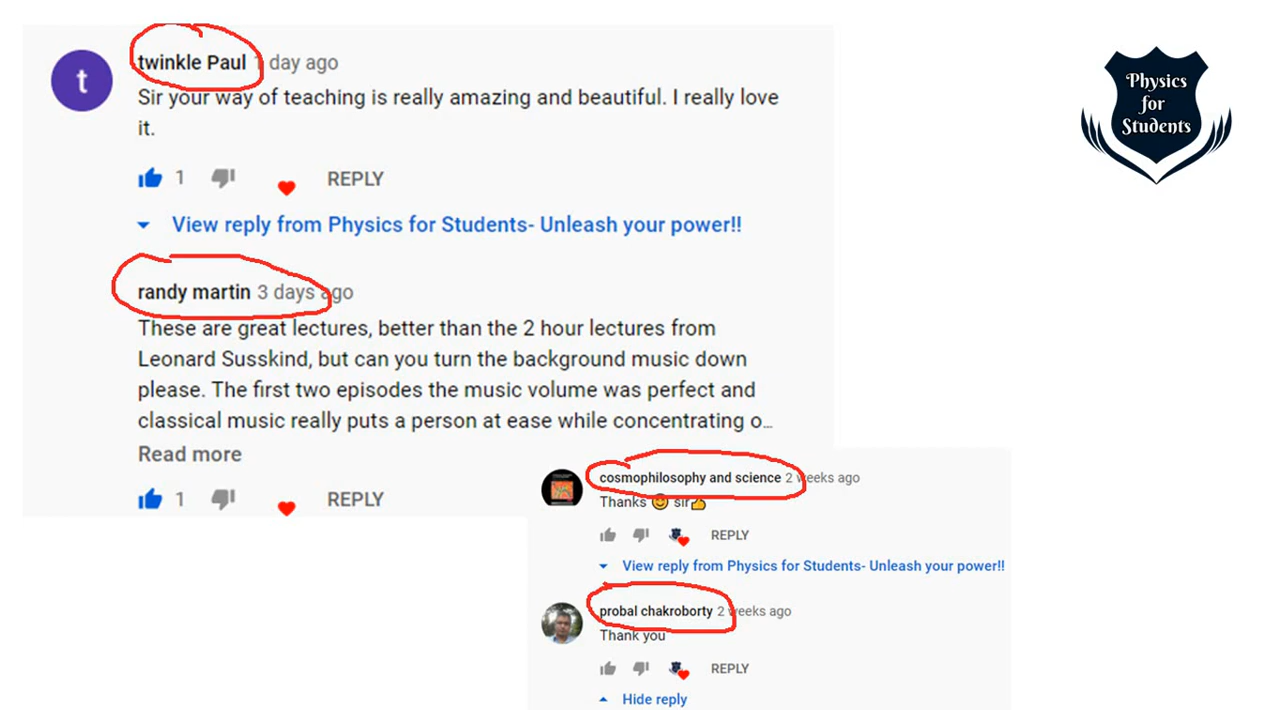 twinkle Paul 1 day ago
Sir your way of teaching is really amazing and beautiful. I really love
it.
1 REPLY
View reply from Physics for Students- Unleash your power!!
randy martin 3 days ago
These are great lectures, better than the 2 hour lectures from
Leonard Susskind, but can you turn the background music down
please. The first two episodes the music volume was perfect and
classical music really puts a person at ease while concentrating o…
Read more
1 REPLY
cosmophilosophy and science 2 weeks ago
Thanks 😊 sir👍
REPLY
View reply from Physics for Students- Unleash your power!!
probal chakroborty 2 weeks ago
Thank you
REPLY
Hide reply
t
Physics
for
Students